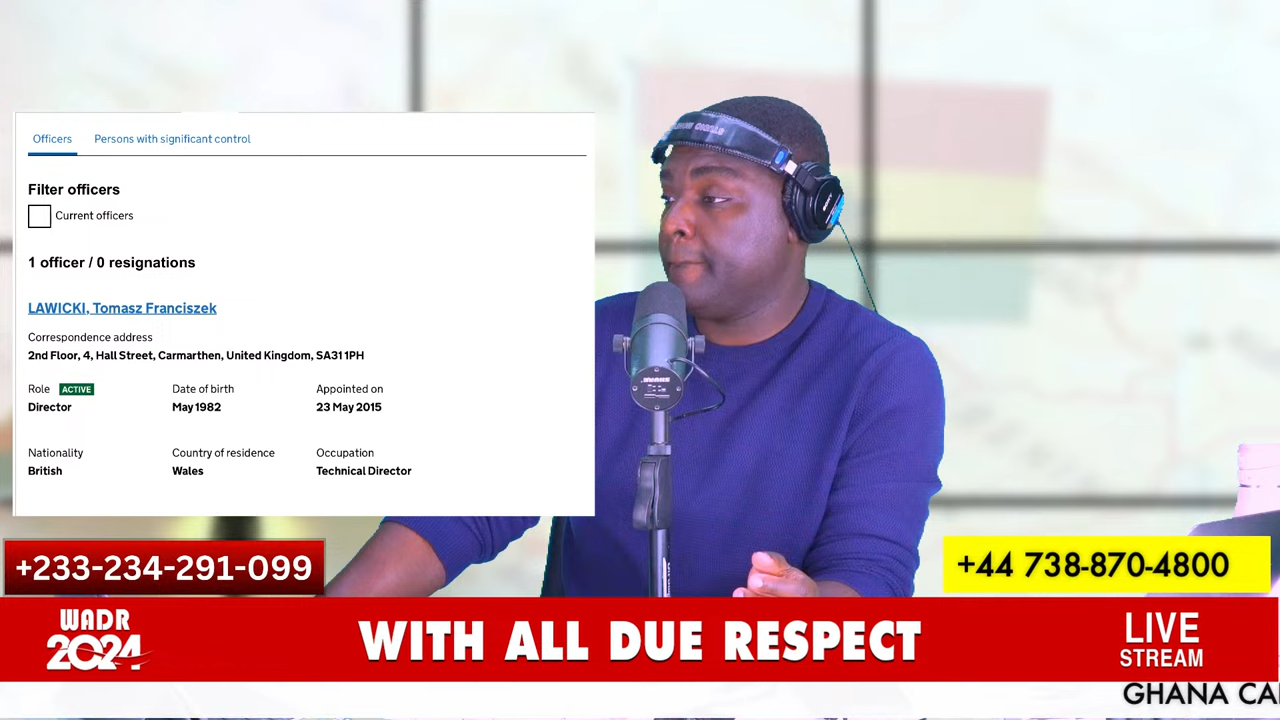 Officers Persons with significant control
Filter officers
Current officers
1 officer / 0 resignations
LAWICKI, Tomasz Franciszek
Correspondence address
2nd Floor, 4, Hall Street, Carmarthen, United Kingdom, SA31 1PH
Role ACTIVE Date of birth Appointed on
Director May 1982 23 May 2015
Nationality Country of residence Occupation
British Wales Technical Director
SONY
+233-234-291-099
+44 738-870-4800
WADR
2024
WITH ALL DUE RESPECT
LIVE
STREAM
GHANA CA